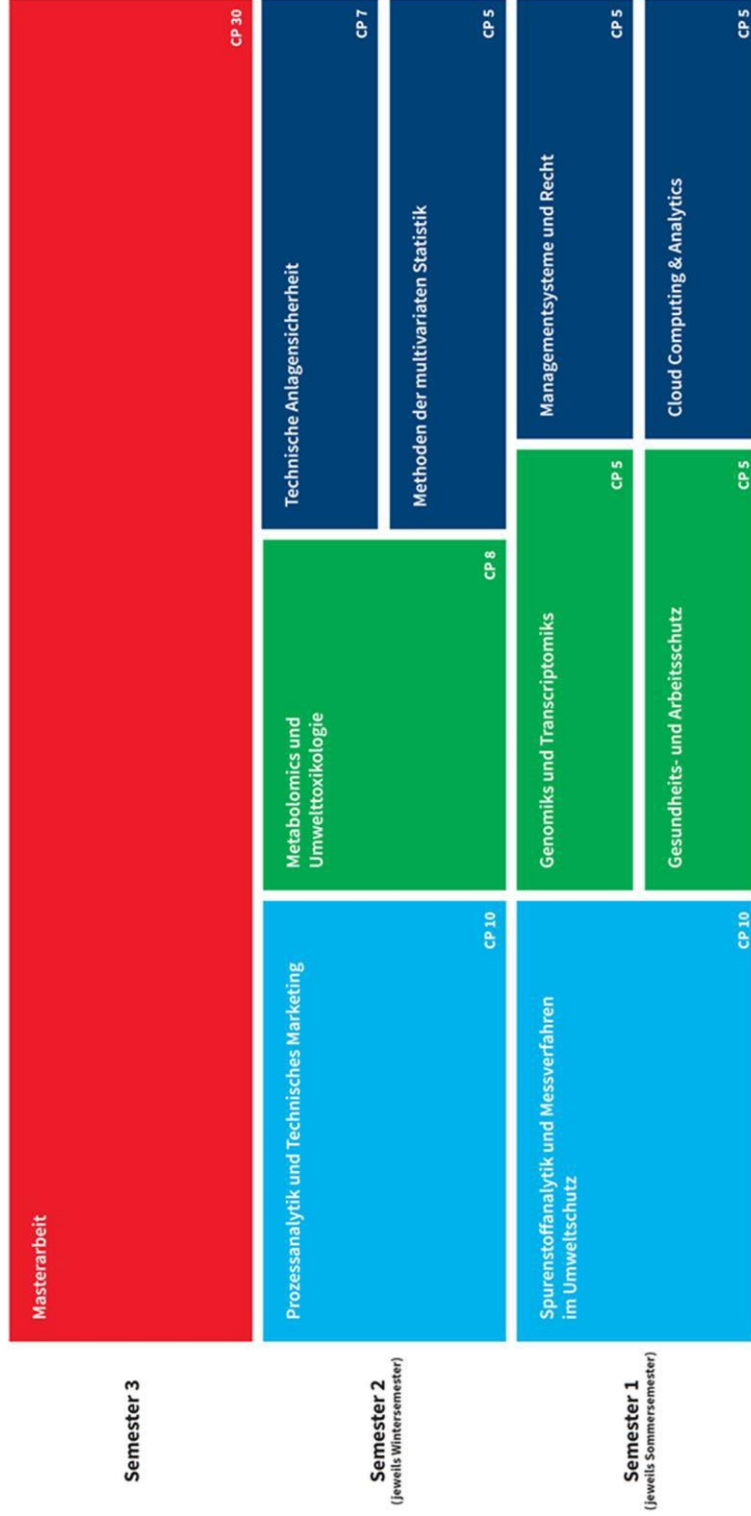 Semester 3
Masterarbeit
CP 30
Semester 2
(jeweils Wintersemester)
Prozessanalytik und Technisches Marketing
CP 10
Metabolomics und
Umwelttoxikologie
CP 8
Technische Anlagensicherheit
CP 7
Methoden der multivariaten Statistik
CP 5
Semester 1
(jeweils Sommersemester)
Spurenstoffanalytik und Messverfahren
im Umweltschutz
CP 10
Genomiks und Transcriptomiks
CP 5
Gesundheits- und Arbeitsschutz
CP 5
Managementsysteme und Recht
CP 5
Cloud Computing & Analytics
CP 5